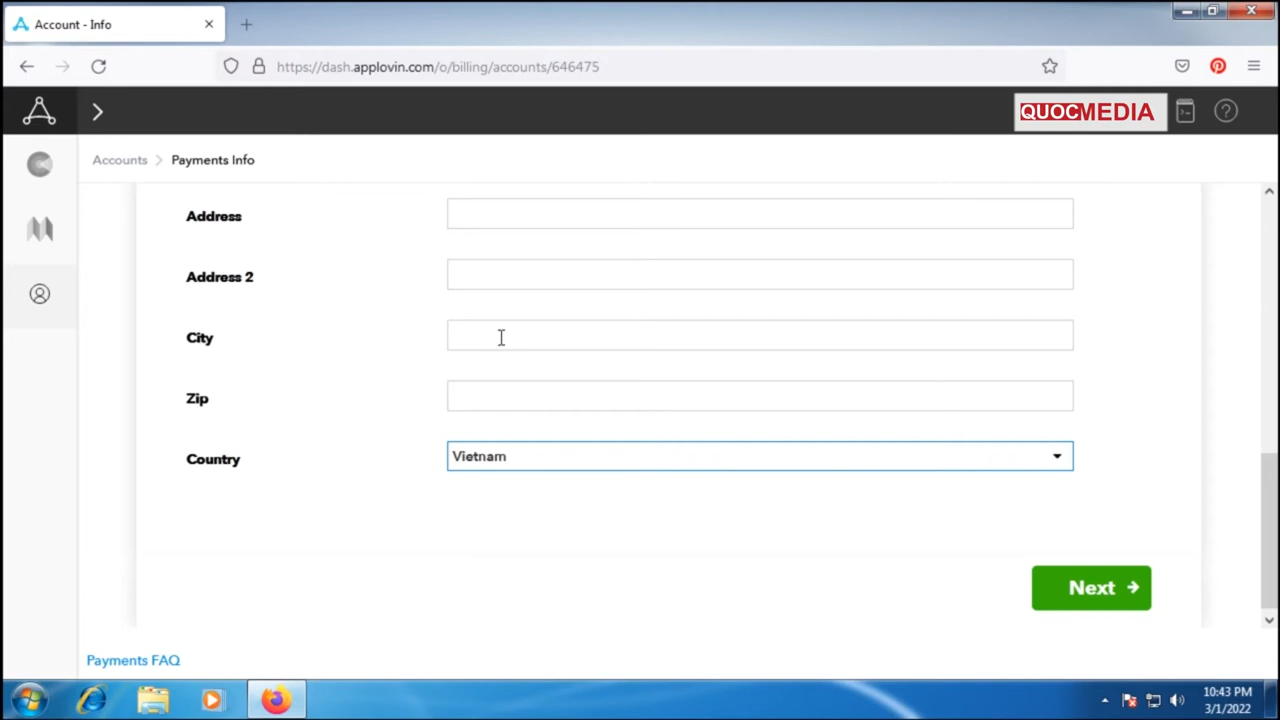 Account - Info
https://dash.applovin.com/o/billing/accounts/646475
QUOCMEDIA
Accounts
Payments Info
Address
Address 2
City
Zip
Country
Vietnam
Next
Payments FAQ
10:43 PM
3/1/2022